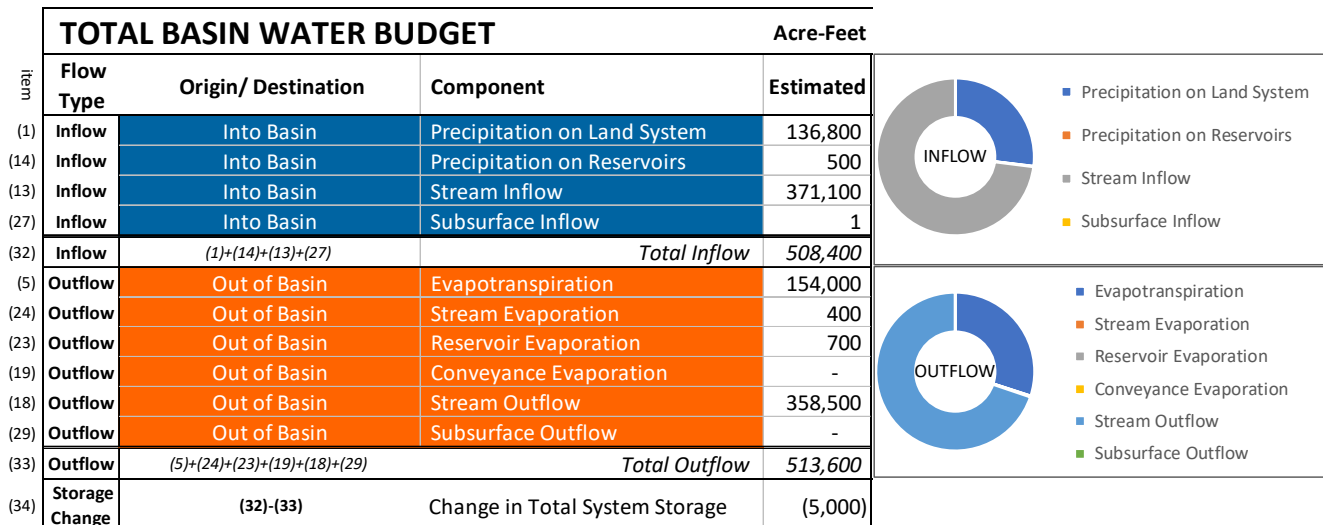 TOTAL BASIN WATER BUDGET Acre-Feet
item Flow Type Origin/ Destination Component Estimated
(1) Inflow Into Basin Precipitation on Land System 136,800
(14) Inflow Into Basin Precipitation on Reservoirs 500
(13) Inflow Into Basin Stream Inflow 371,100
(27) Inflow Into Basin Subsurface Inflow 1
(32) Inflow (1)+(14)+(13)+(27) Total Inflow 508,400
(5) Outflow Out of Basin Evapotranspiration 154,000
(24) Outflow Out of Basin Stream Evaporation 400
(23) Outflow Out of Basin Reservoir Evaporation 700
(19) Outflow Out of Basin Conveyance Evaporation -
(18) Outflow Out of Basin Stream Outflow 358,500
(29) Outflow Out of Basin Subsurface Outflow -
(33) Outflow (5)+(24)+(23)+(19)+(18)+(29) Total Outflow 513,600
(34) Storage Change (32)-(33) Change in Total System Storage (5,000)
INFLOW
Precipitation on Land System
Precipitation on Reservoirs
Stream Inflow
Subsurface Inflow
OUTFLOW
Evapotranspiration
Stream Evaporation
Reservoir Evaporation
Conveyance Evaporation
Stream Outflow
Subsurface Outflow